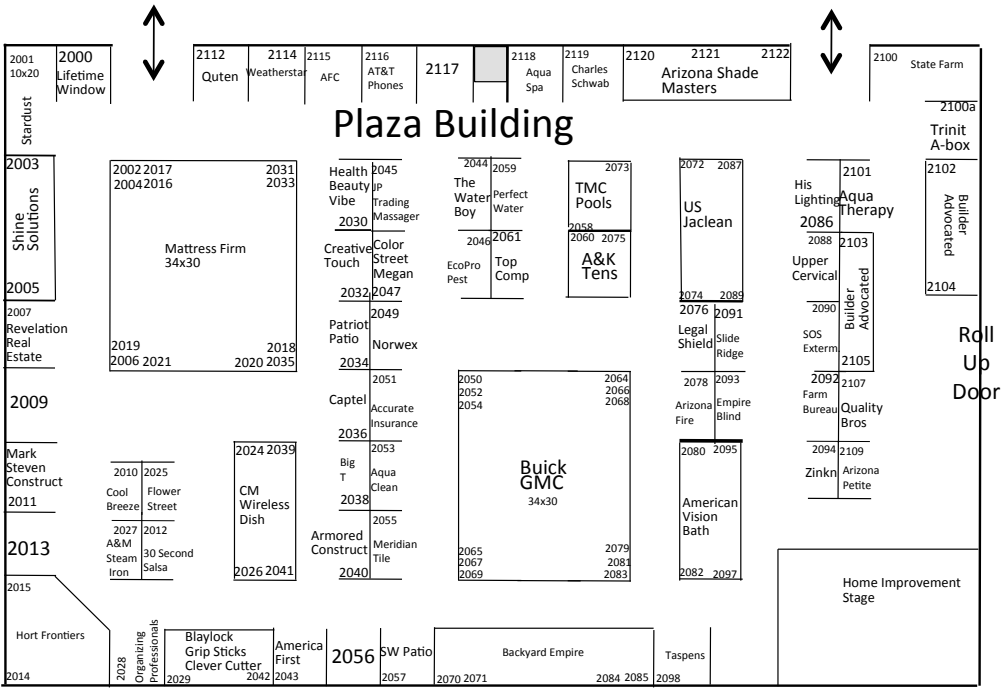 2001
10x20
Stardust
2000
Lifetime
Window
2112
Quten
2114
Weatherstar
2115
AFC
2116
AT&T
Phones
2117
2118
Aqua
Spa
2119
Charles
Schwab
2120
2121
2122
Arizona Shade
Masters
2100
State Farm
2100a
Trinit
A-box
Plaza Building
2003
Shine
Solutions
2005
2007
Revelation
Real
Estate
2009
Mark
Steven
Construct
2011
2013
2015
Hort Frontiers
2014
2002 2017
2004 2016
2031
2033
Mattress Firm
34x30
2019
2006 2021
2018
2020 2035
2010
Cool
Breeze
2025
Flower
Street
2027
A&M
Steam
Iron
2012
30 Second
Salsa
2024 2039
CM
Wireless
Dish
2026 2041
Health
Beauty
Vibe
2030
2045
JP
Trading
Massager
Creative
Touch
2032
Color
Street
Megan
2047
Patriot
Patio
2034
2049
Norwex
Captel
2036
2051
Accurate
Insurance
Big
T
2038
2053
Aqua
Clean
Armored
Construct
2040
2055
Meridian
Tile
2044
The
Water
Boy
2059
Perfect
Water
2046
EcoPro
Pest
2061
Top
Comp
2073
TMC
Pools
2058
2060 2075
A&K
Tens
2050
2052
2054
2064
2066
2068
Buick
GMC
34x30
2065
2067
2069
2079
2081
2083
2072 2087
US
Jaclean
2074 2089
2076
Legal
Shield
2091
Slide
Ridge
2078
Arizona
Fire
2093
Empire
Blind
2080 2095
American
Vision
Bath
2082 2097
His
Lighting
2086
2101
Aqua
Therapy
2088
Upper
Cervical
2103
Builder
Advocated
2105
2090
SOS
Exterm
2092
Farm
Bureau
2107
Quality
Bros
2094
Zinkn
2109
Arizona
Petite
2102
Builder
Advocated
2104
Roll
Up
Door
Home Improvement
Stage
2028
Organizing
Professionals
Blaylock
Grip Sticks
Clever Cutter
2029 2042
America
First
2043
2056
SW Patio
2057
Backyard Empire
2070 2071
2084 2085
Taspens
2098